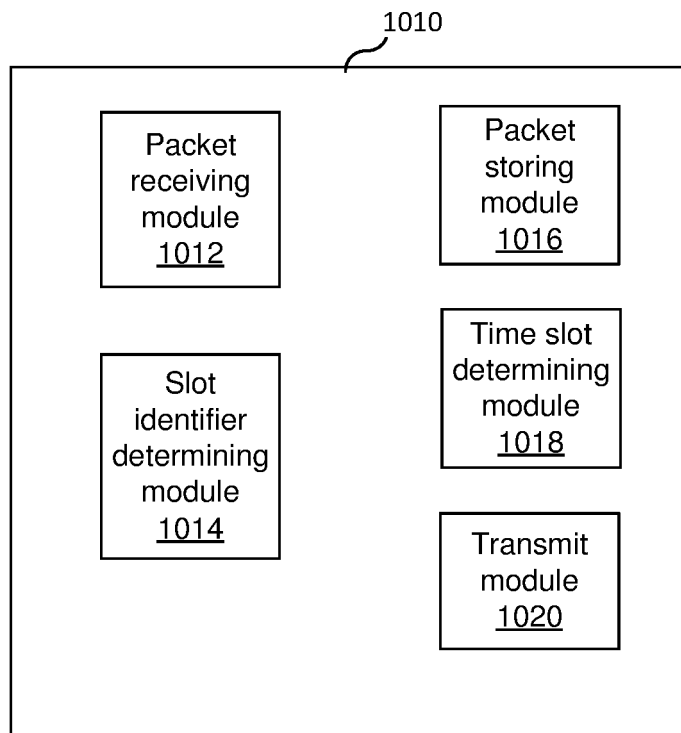 1010
Packet
receiving
module
1012
Slot
identifier
determining
module
1014
Packet
storing
module
1016
Time slot
determining
module
1018
Transmit
module
1020